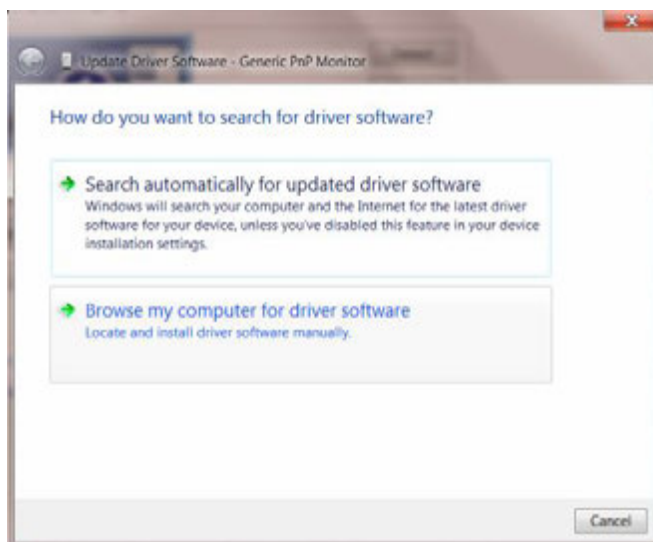 Update Driver Software - Generic PnP Monitor
How do you want to search for driver software?
Search automatically for updated driver software
Windows will search your computer and the Internet for the latest driver
software for your device, unless you've disabled this feature in your device
installation settings.
Browse my computer for driver software
Locate and install driver software manually.
Cancel